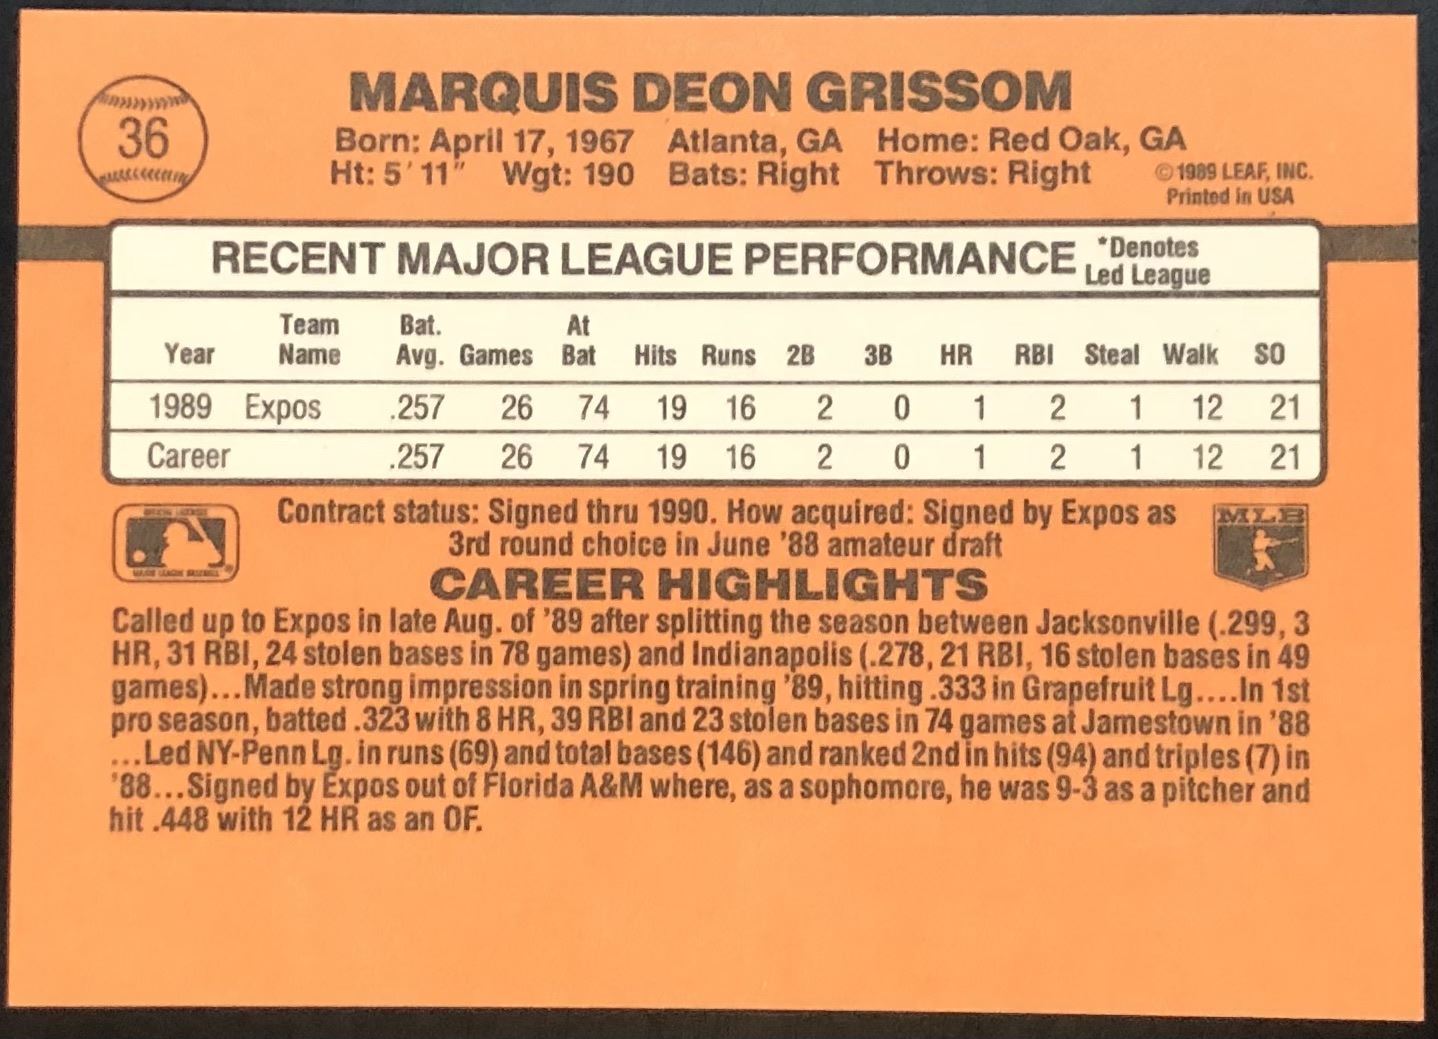 36
MARQUIS DEON GRISSOM
Born: April 17, 1967 Atlanta, GA Home: Red Oak, GA
Ht: 5' 11" Wgt: 190 Bats: Right Throws: Right
©1989 LEAF, INC.
Printed in USA
RECENT MAJOR LEAGUE PERFORMANCE *Denotes Led League
Year Team Name Bat. Avg. Games At Bat Hits Runs 2B 3B HR RBI Steal Walk SO
1989 Expos .257 26 74 19 16 2 0 1 2 1 12 21
Career .257 26 74 19 16 2 0 1 2 1 12 21
Contract status: Signed thru 1990. How acquired: Signed by Expos as
3rd round choice in June '88 amateur draft
MLB
CAREER HIGHLIGHTS
Called up to Expos in late Aug. of '89 after splitting the season between Jacksonville (.299, 3
HR, 31 RBI, 24 stolen bases in 78 games) and Indianapolis (.278, 21 RBI, 16 stolen bases in 49
games)...Made strong impression in spring training '89, hitting .333 in Grapefruit Lg....In 1st
pro season, batted .323 with 8 HR, 39 RBI and 23 stolen bases in 74 games at Jamestown in '88
...Led NY-Penn Lg. in runs (69) and total bases (146) and ranked 2nd in hits (94) and triples (7) in
'88...Signed by Expos out of Florida A&M where, as a sophomore, he was 9-3 as a pitcher and
hit .448 with 12 HR as an OF.